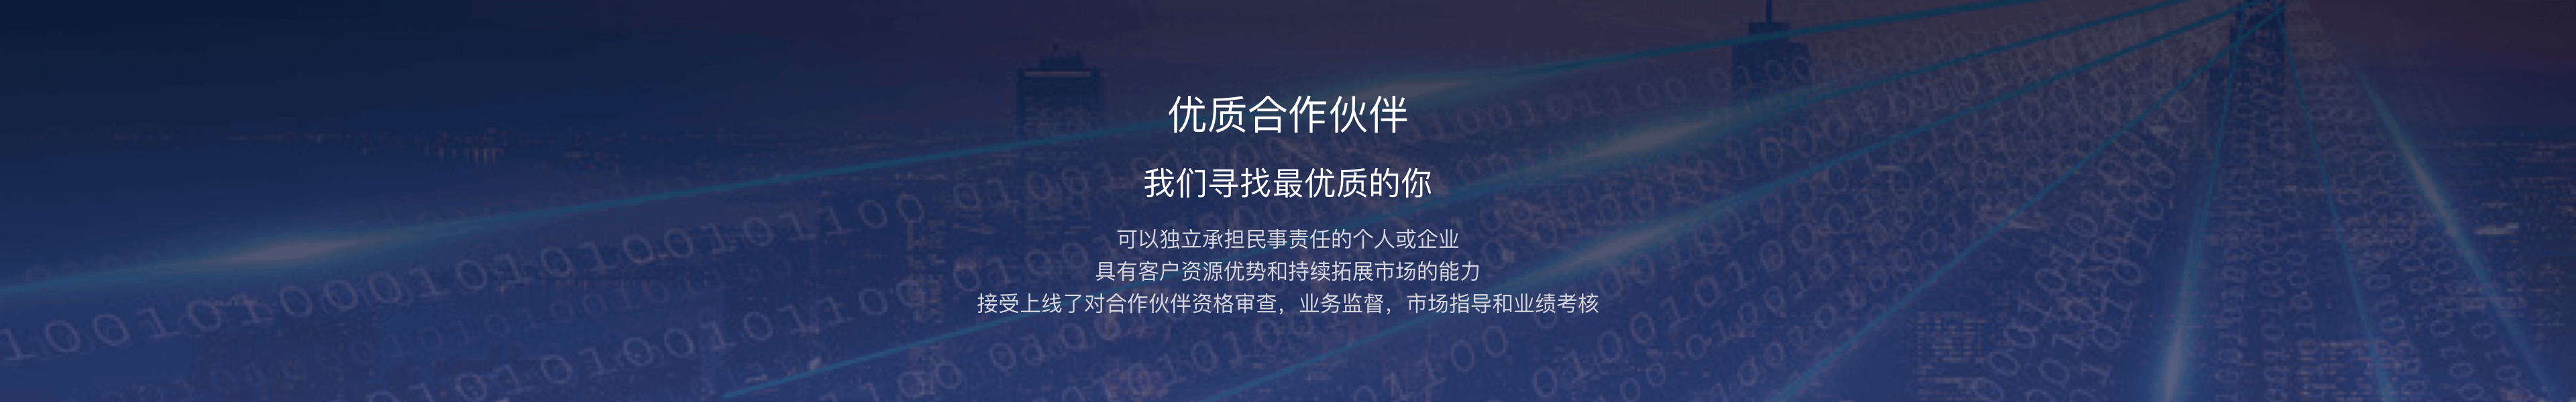 优质合作伙伴
我们寻找最优质的你
可以独立承担民事责任的个人或企业
具有客户资源优势和持续拓展市场的能力
接受上线了对合作伙伴资格审查，业务监督，市场指导和业绩考核